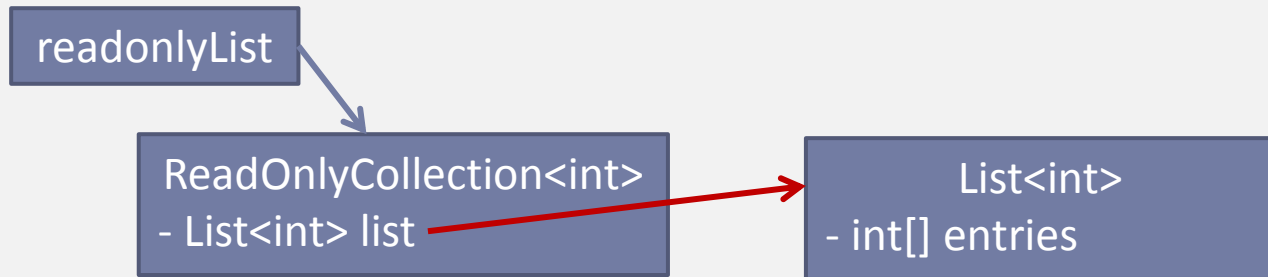 readonlyList
ReadOnlyCollection<int>
- List<int> list
List<int>
- int[] entries